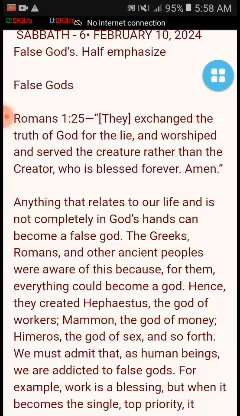 95% 5:58 AM
0KB/s U:0KB/s No internet connection
SABBATH - 6• FEBRUARY 10, 2024
False God's. Half emphasize
False Gods
Romans 1:25—“[They] exchanged the
truth of God for the lie, and worshiped
and served the creature rather than the
Creator, who is blessed forever. Amen.”
Anything that relates to our life and is
not completely in God’s hands can
become a false god. The Greeks,
Romans, and other ancient peoples
were aware of this because, for them,
everything could become a god. Hence,
they created Hephaestus, the god of
workers; Mammon, the god of money;
Himeros, the god of sex, and so forth.
We must admit that, as human beings,
we are addicted to false gods. For
example, work is a blessing, but when it
becomes the single, top priority, it